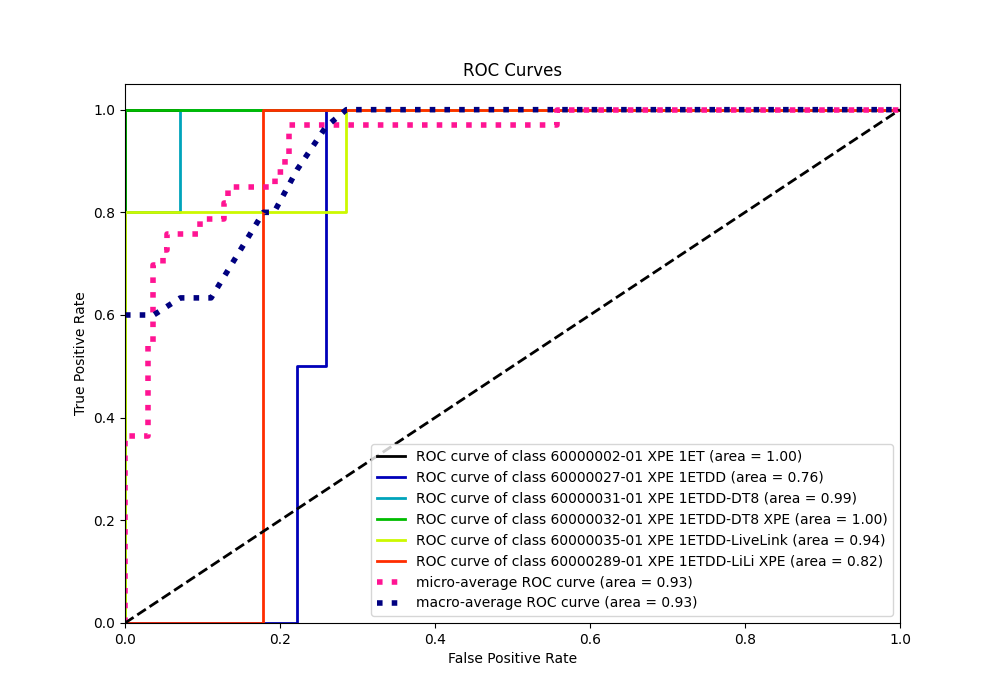 ROC Curves
1.0
0.8
0.6
0.4
0.2
0.0
True Positive Rate
0.0 0.2 0.4 0.6 0.8 1.0
False Positive Rate
ROC curve of class 60000002-01 XPE 1ET (area = 1.00)
ROC curve of class 60000027-01 XPE 1ETDD (area = 0.76)
ROC curve of class 60000031-01 XPE 1ETDD-DT8 (area = 0.99)
ROC curve of class 60000032-01 XPE 1ETDD-DT8 XPE (area = 1.00)
ROC curve of class 60000035-01 XPE 1ETDD-LiveLink (area = 0.94)
ROC curve of class 60000289-01 XPE 1ETDD-LiLi XPE (area = 0.82)
micro-average ROC curve (area = 0.93)
macro-average ROC curve (area = 0.93)